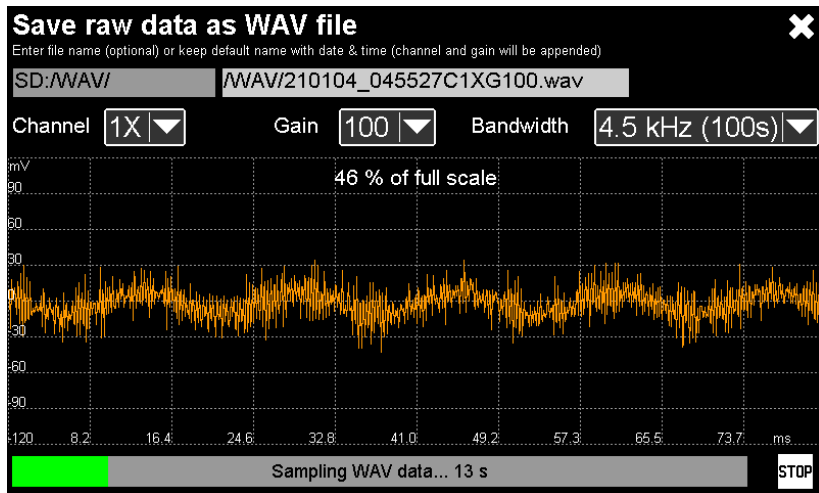 Save raw data as WAV file
Enter file name (optional) or keep default name with date & time (channel and gain will be appended)
SD:/WAV/ /WAV/210104_045527C1XG100.wav
Channel 1X Gain 100 Bandwidth 4.5 kHz (100s)
mV
46 % of full scale
90
60
30
0
-30
-60
-90
-120 8.2 16.4 24.6 32.8 41.0 49.2 57.3 65.5 73.7 ms
Sampling WAV data... 13 s STOP